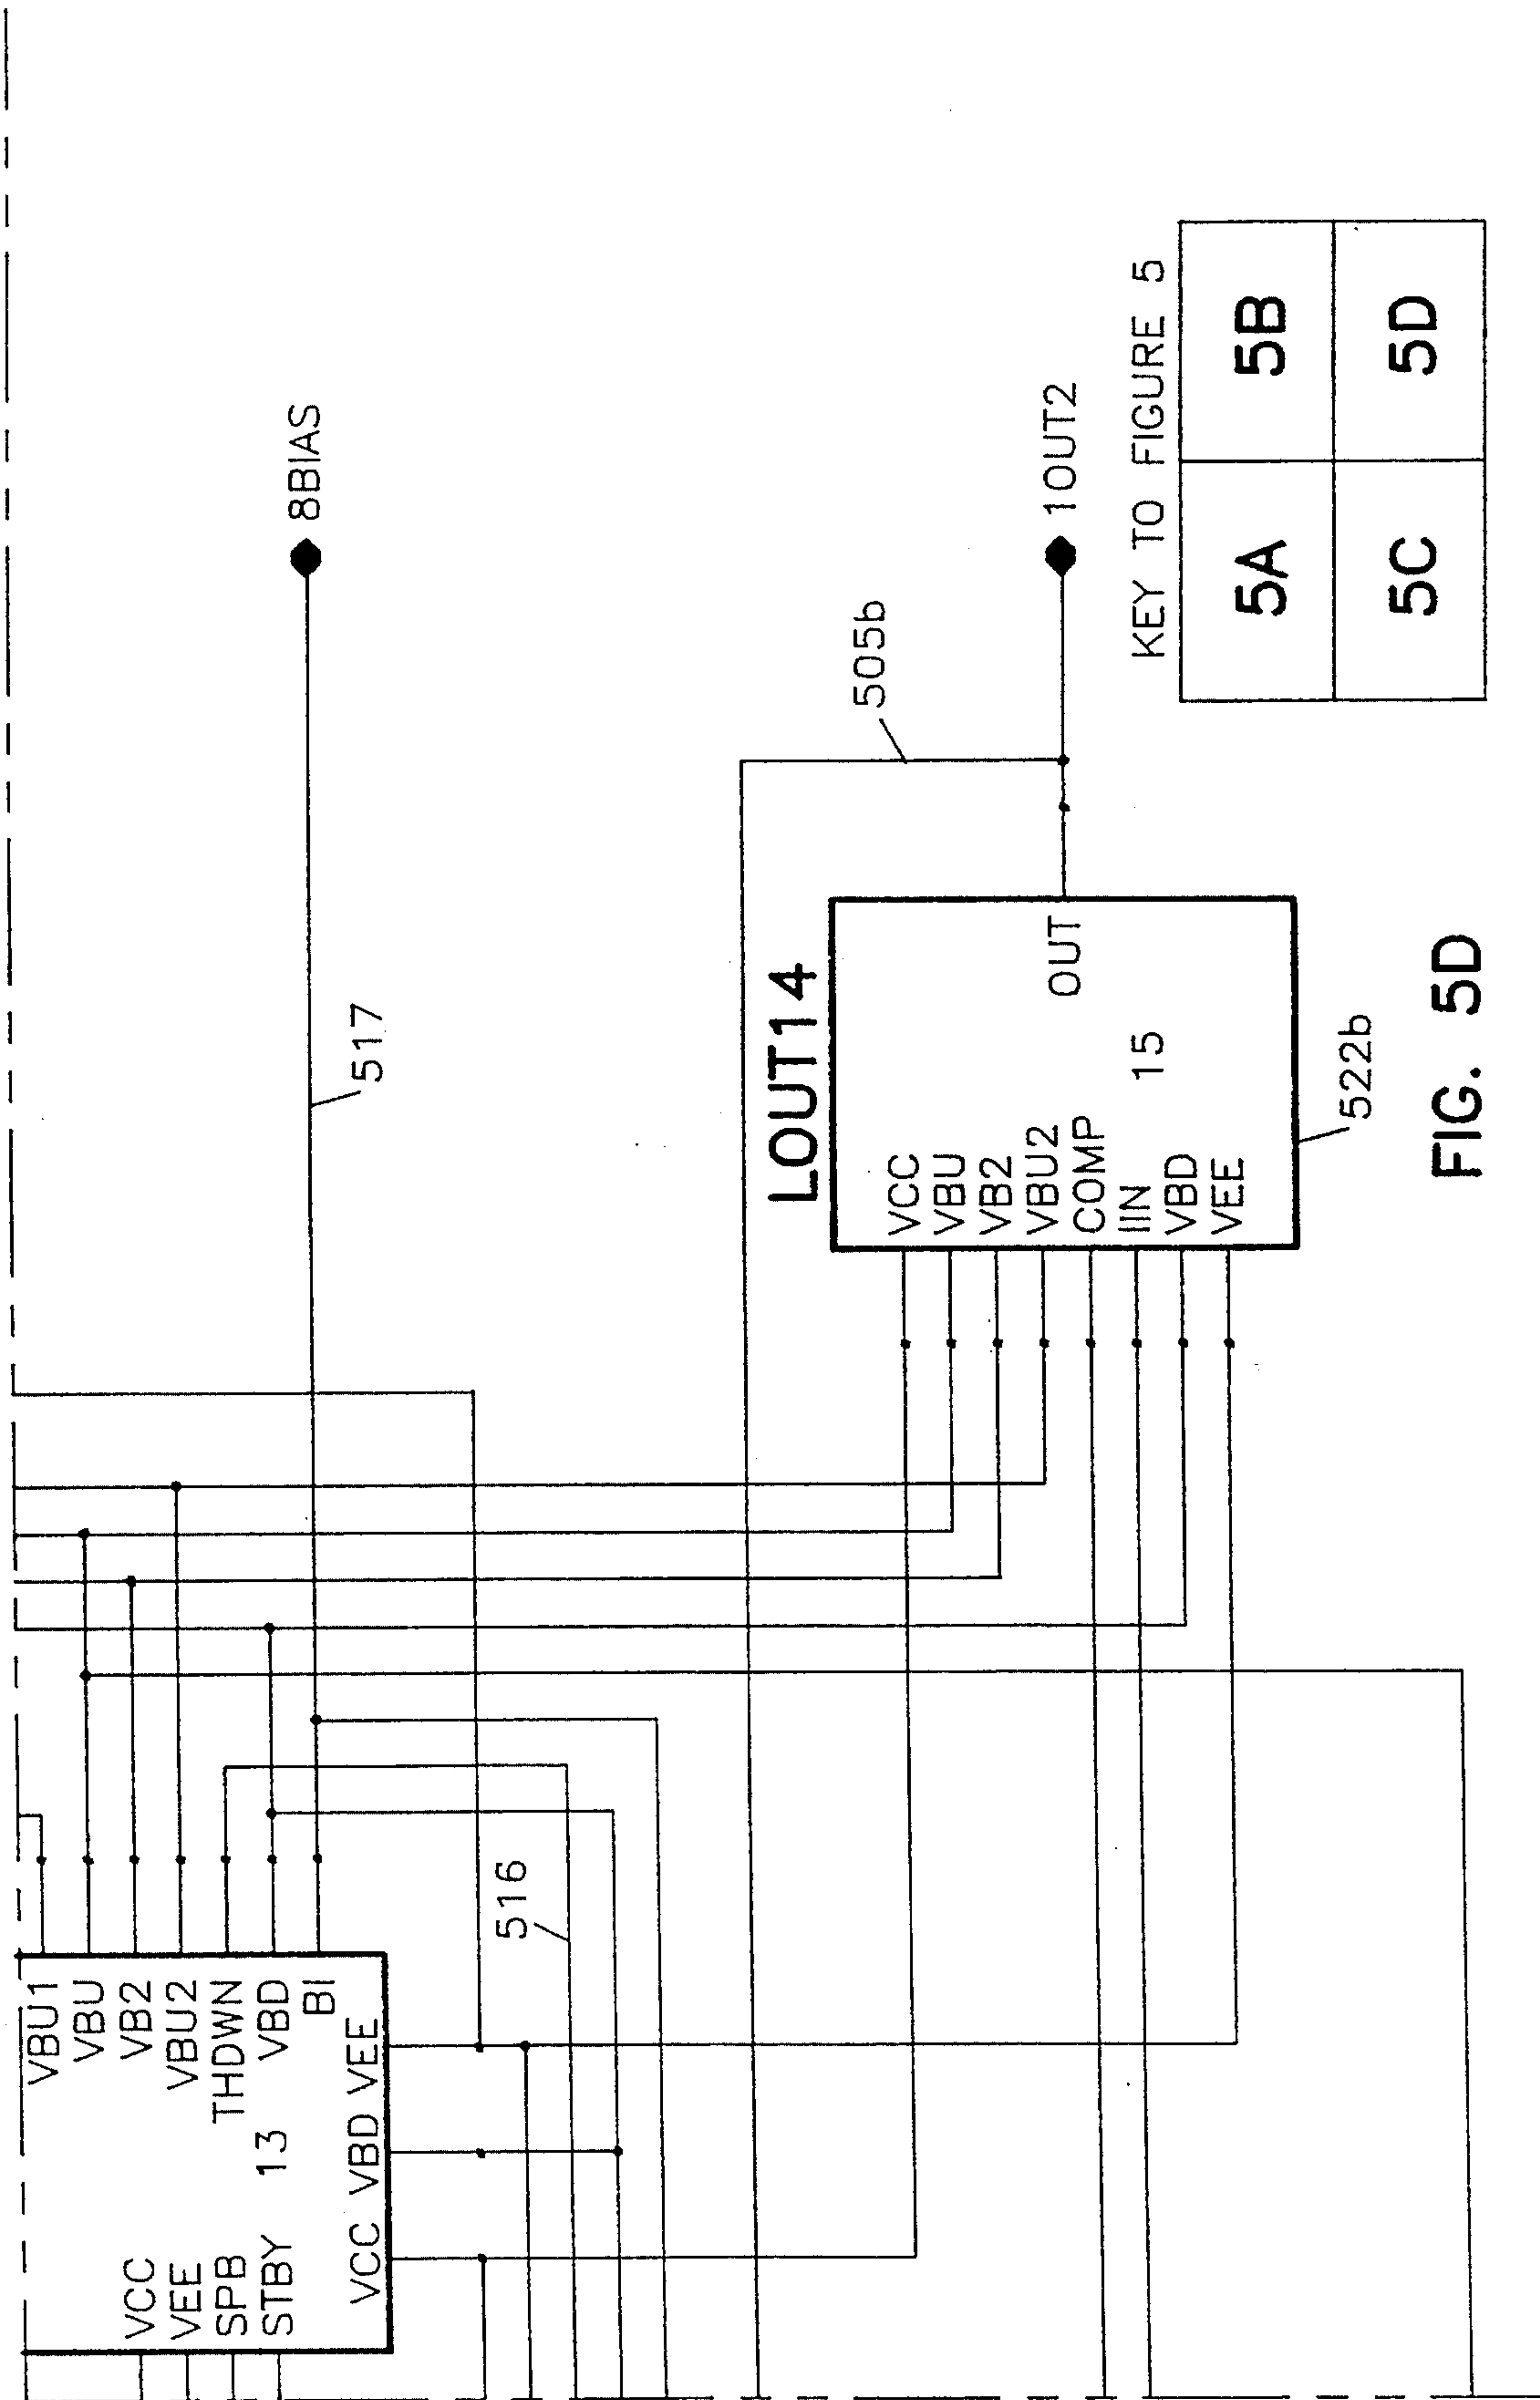 VBU1
VBU
VB2
VBU2
THDWN
VBD
BI
VCC
VEE
SPB
STBY
13
VCC VBD VEE
516
517
8BIAS
505b
LOUT14
VCC
VBU
VB2
VBU2
COMP
IIN
VBD
VEE
OUT
15
522b
10UT2
KEY TO FIGURE 5
5A 5B
5C 5D
FIG. 5D